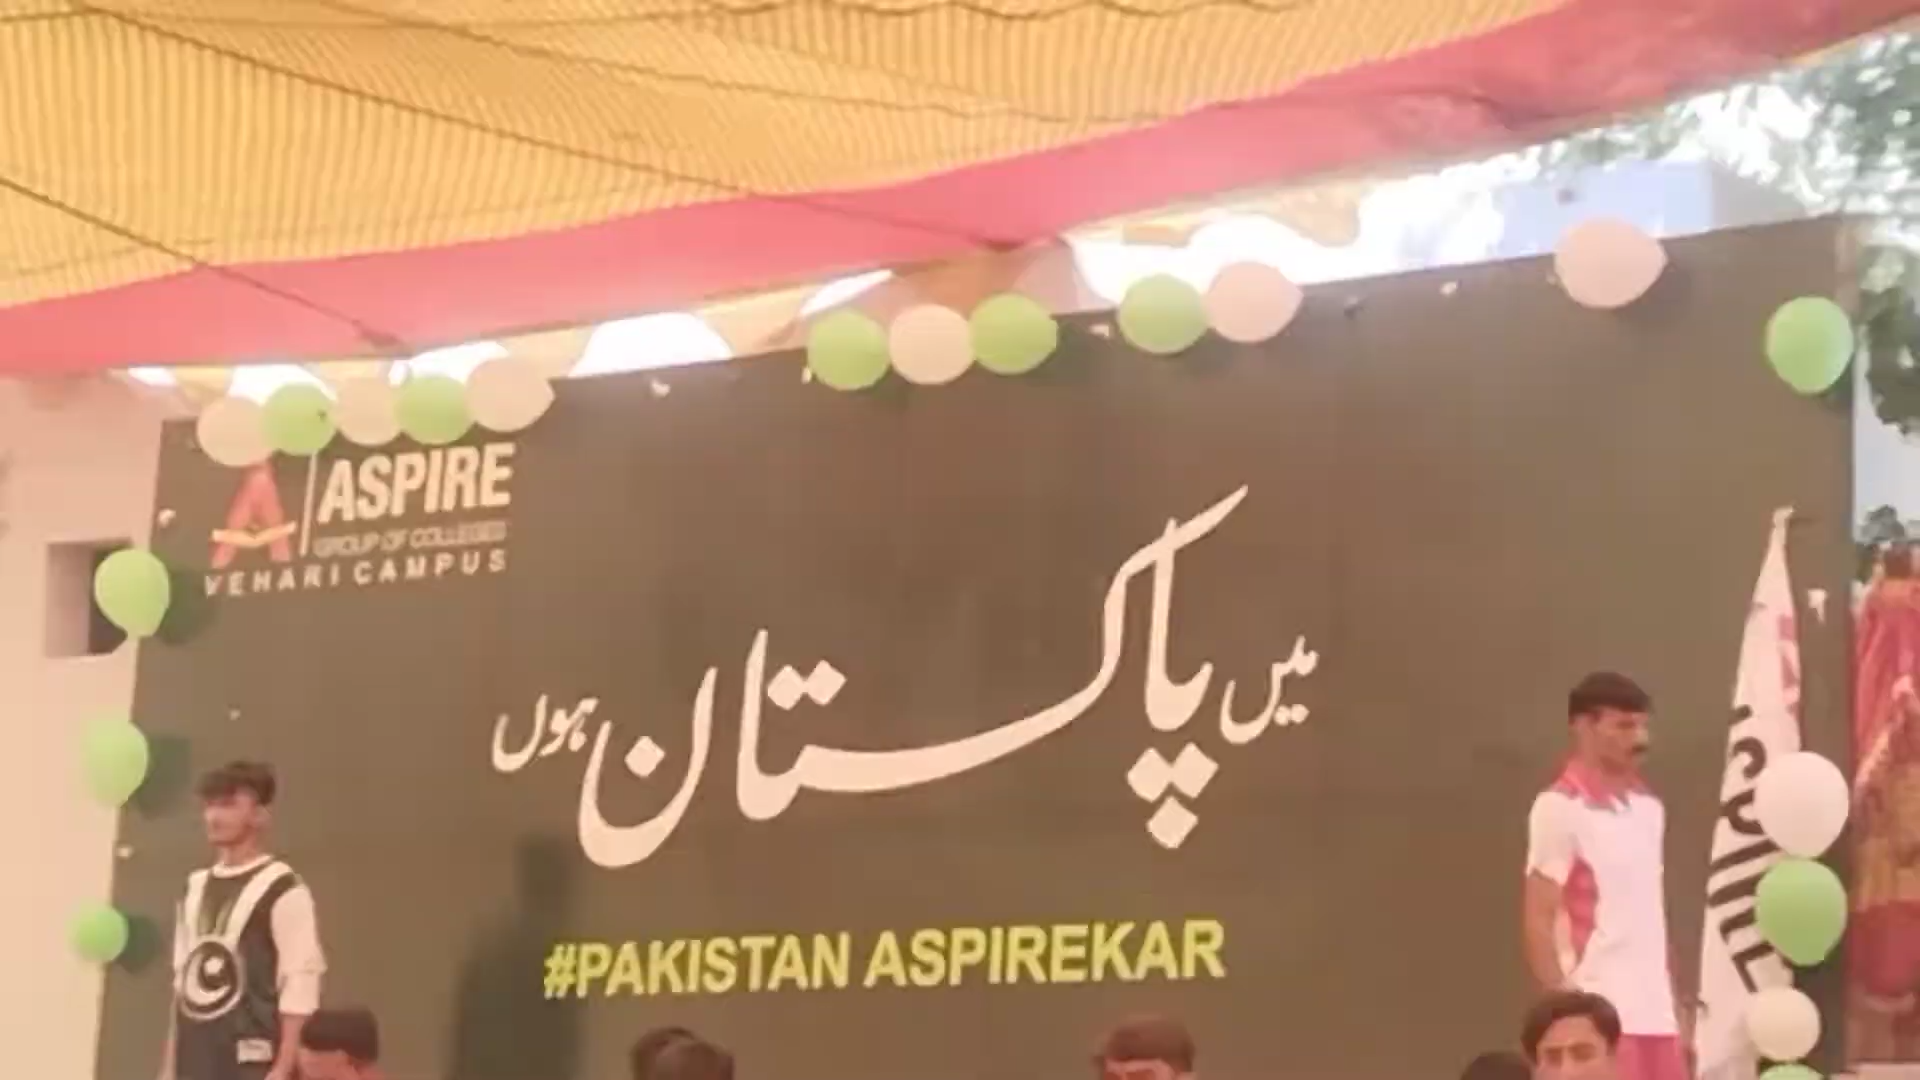 ASPIRE
GROUP OF COLLEGES
VEHARI CAMPUS
میں پاکستان ہوں
#PAKISTAN ASPIREKAR